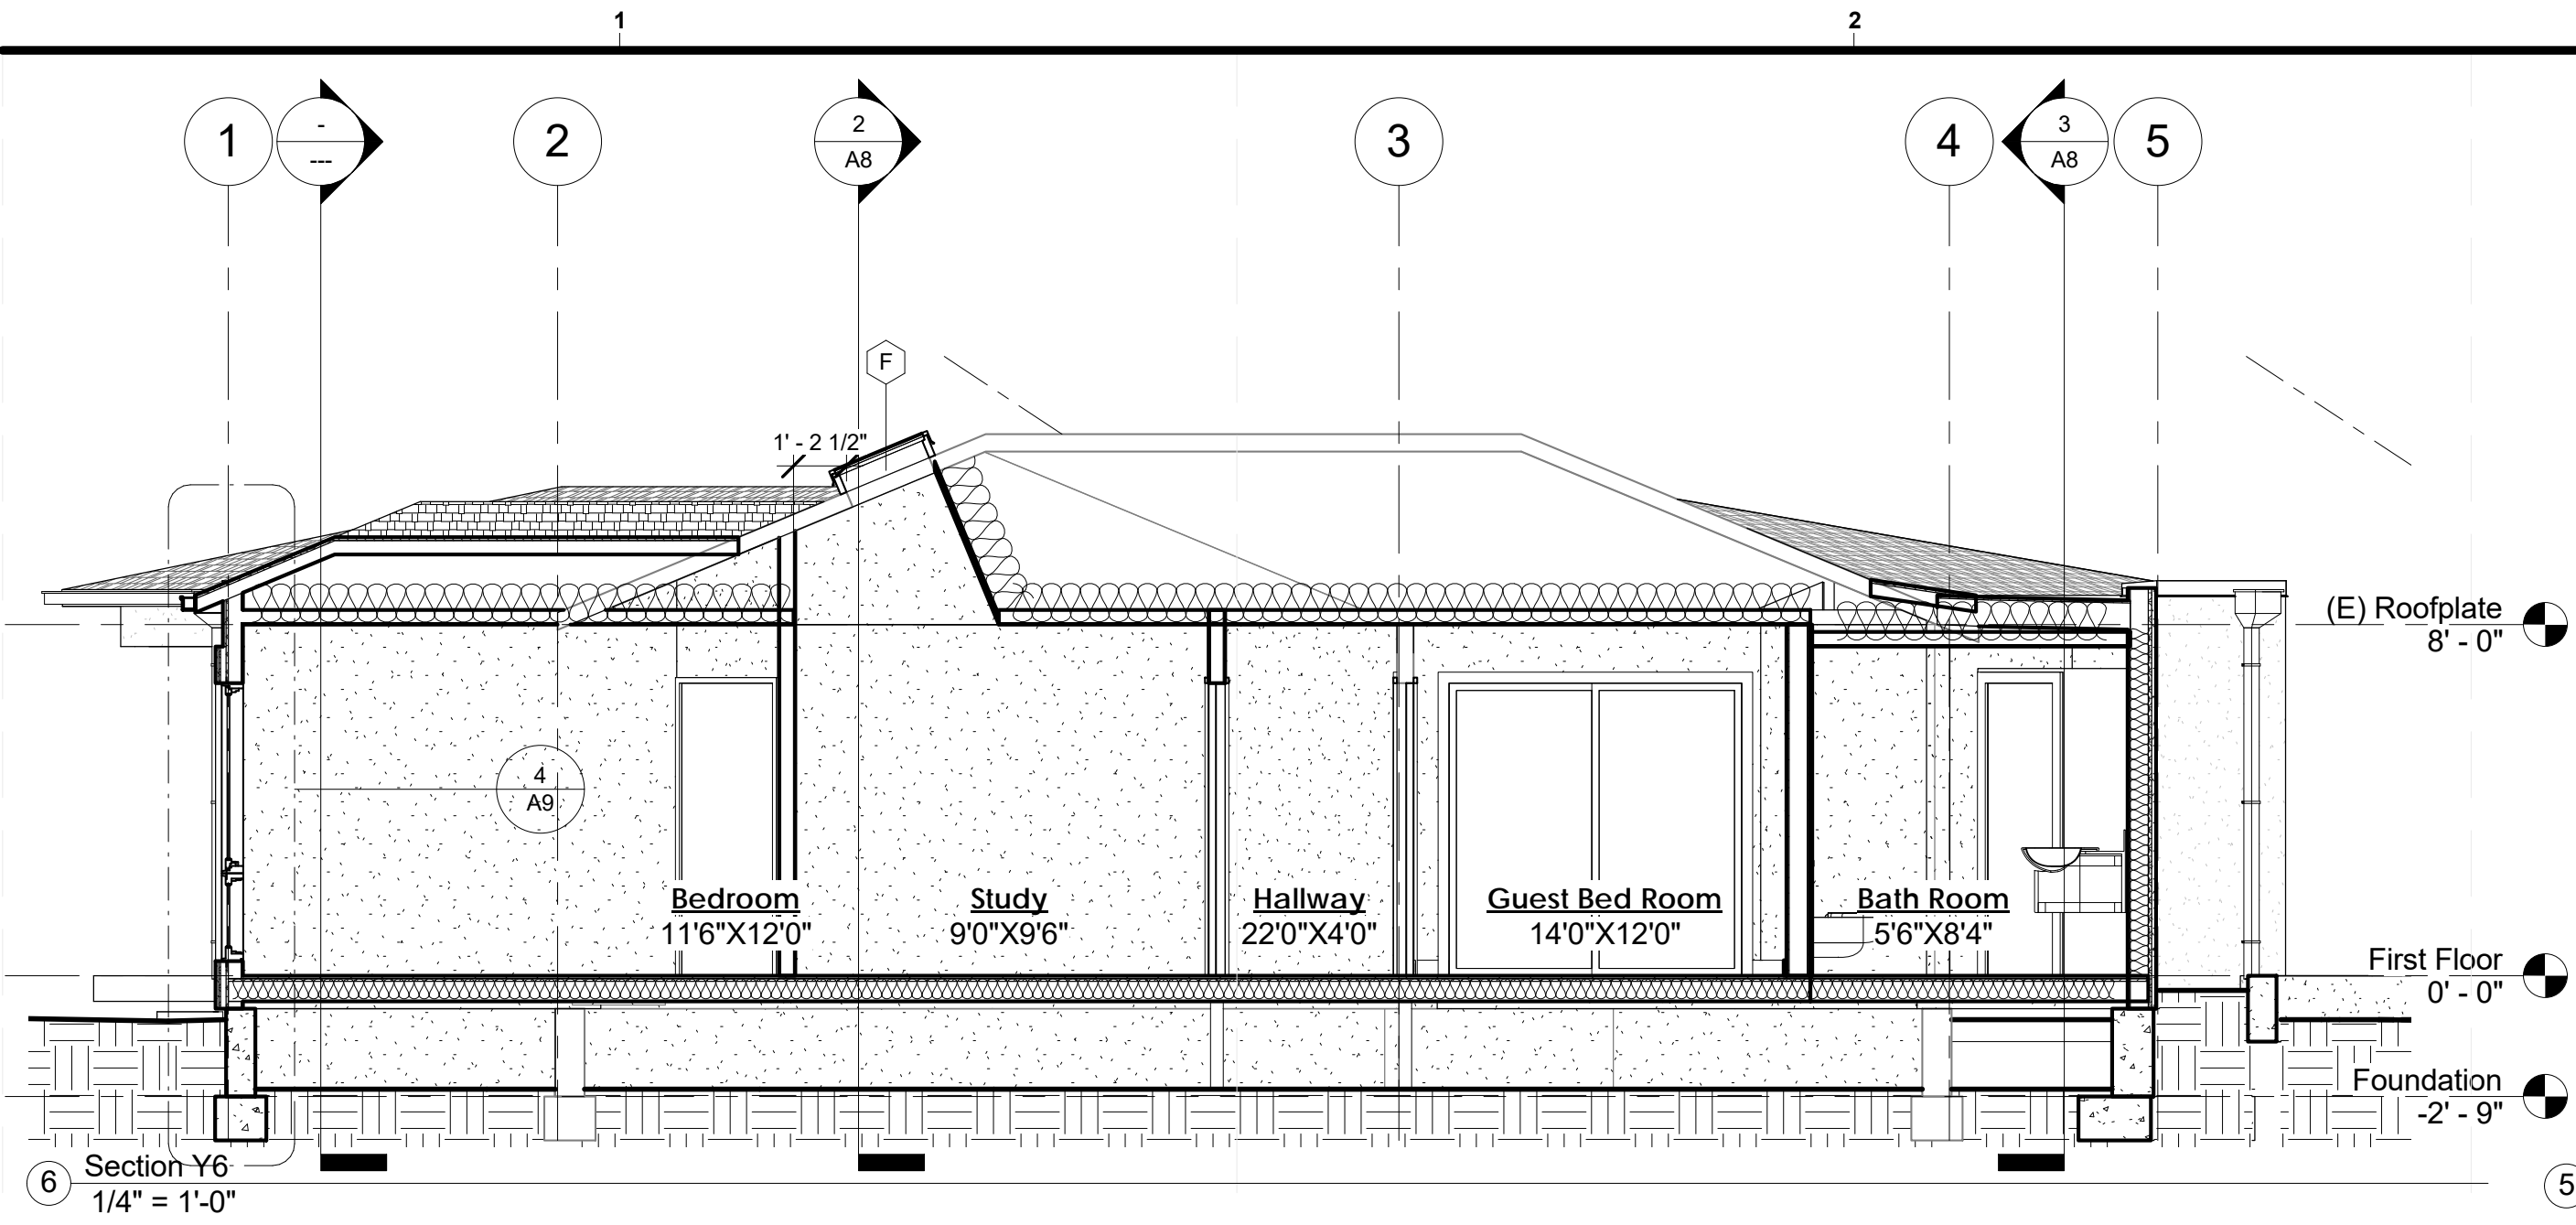 1 2
1 - 2 2 3 4 3 5
--- A8 A8
F
1' - 2 1/2"
(E) Roofplate
8' - 0"
4
A9
Bedroom Study Hallway Guest Bed Room Bath Room
11'6"X12'0" 9'0"X9'6" 22'0"X4'0" 14'0"X12'0" 5'6"X8'4"
First Floor
0' - 0"
Foundation
-2' - 9"
6 Section Y6 5
1/4" = 1'-0"